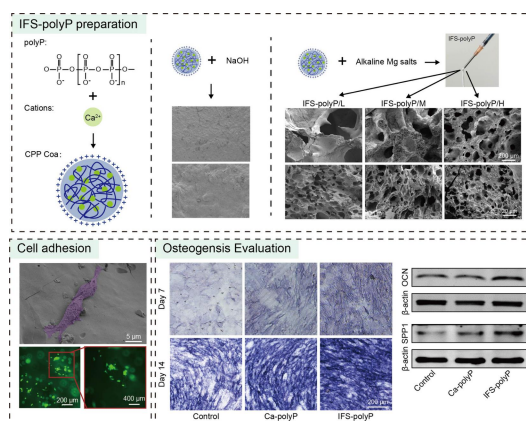 IFS-polyP preparation
polyP:
O P O P O P O
O O O
O⁻ O⁻ O⁻
n
+
Cations:
Ca²⁺
CPP Coa:
+ NaOH
+ Alkaline Mg salts
IFS-polyP
IFS-polyP/L IFS-polyP/M IFS-polyP/H
200 μm
Cell adhesion
5 μm
200 μm 400 μm
Osteogensis Evaluation
Day 7
Day 14
200 μm
Control Ca-polyP IFS-polyP
OCN
β-actin
SPP1
β-actin
Control Ca-polyP IFS-polyP